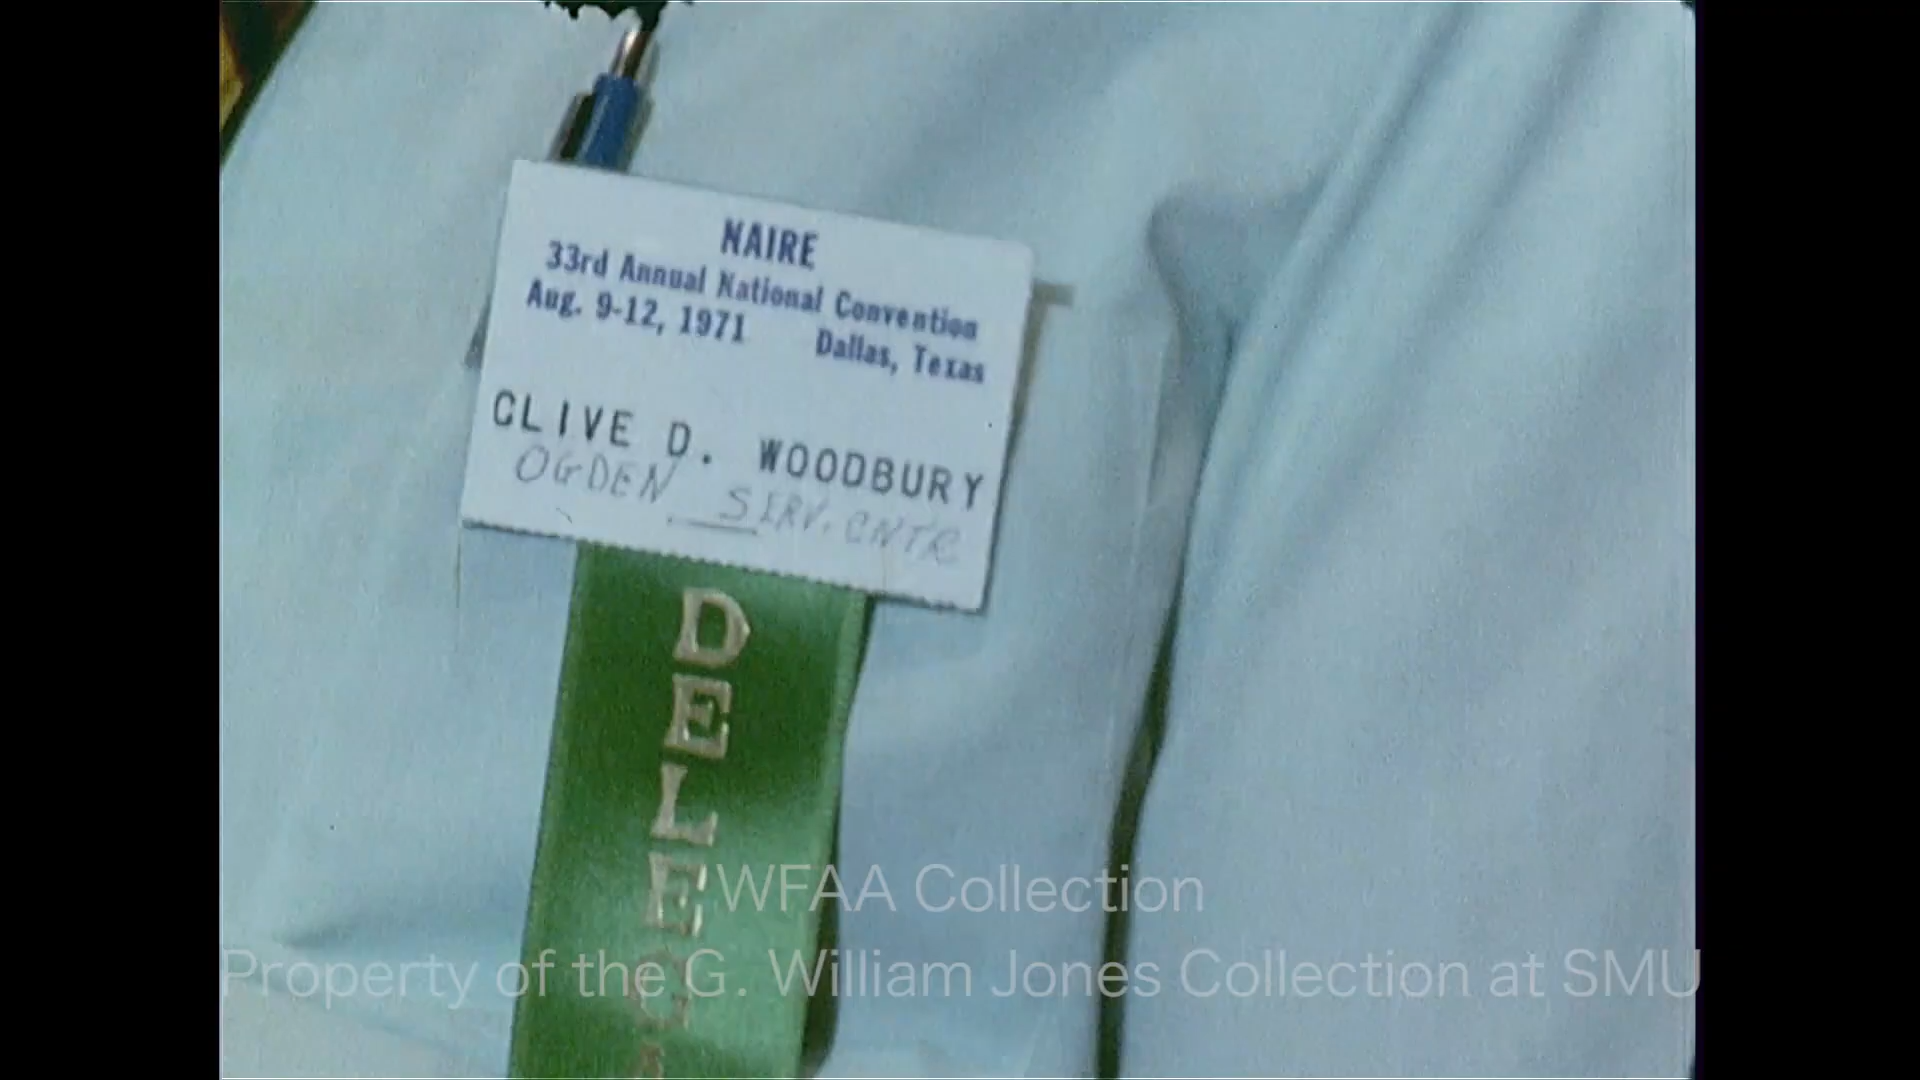 NAIRE
33rd Annual National Convention
Aug. 9-12, 1971 Dallas, Texas
CLIVE D. WOODBURY
OGDEN SERV. CNTR
D
E
L
E
G
WFAA Collection
Property of the G. William Jones Collection at SMU